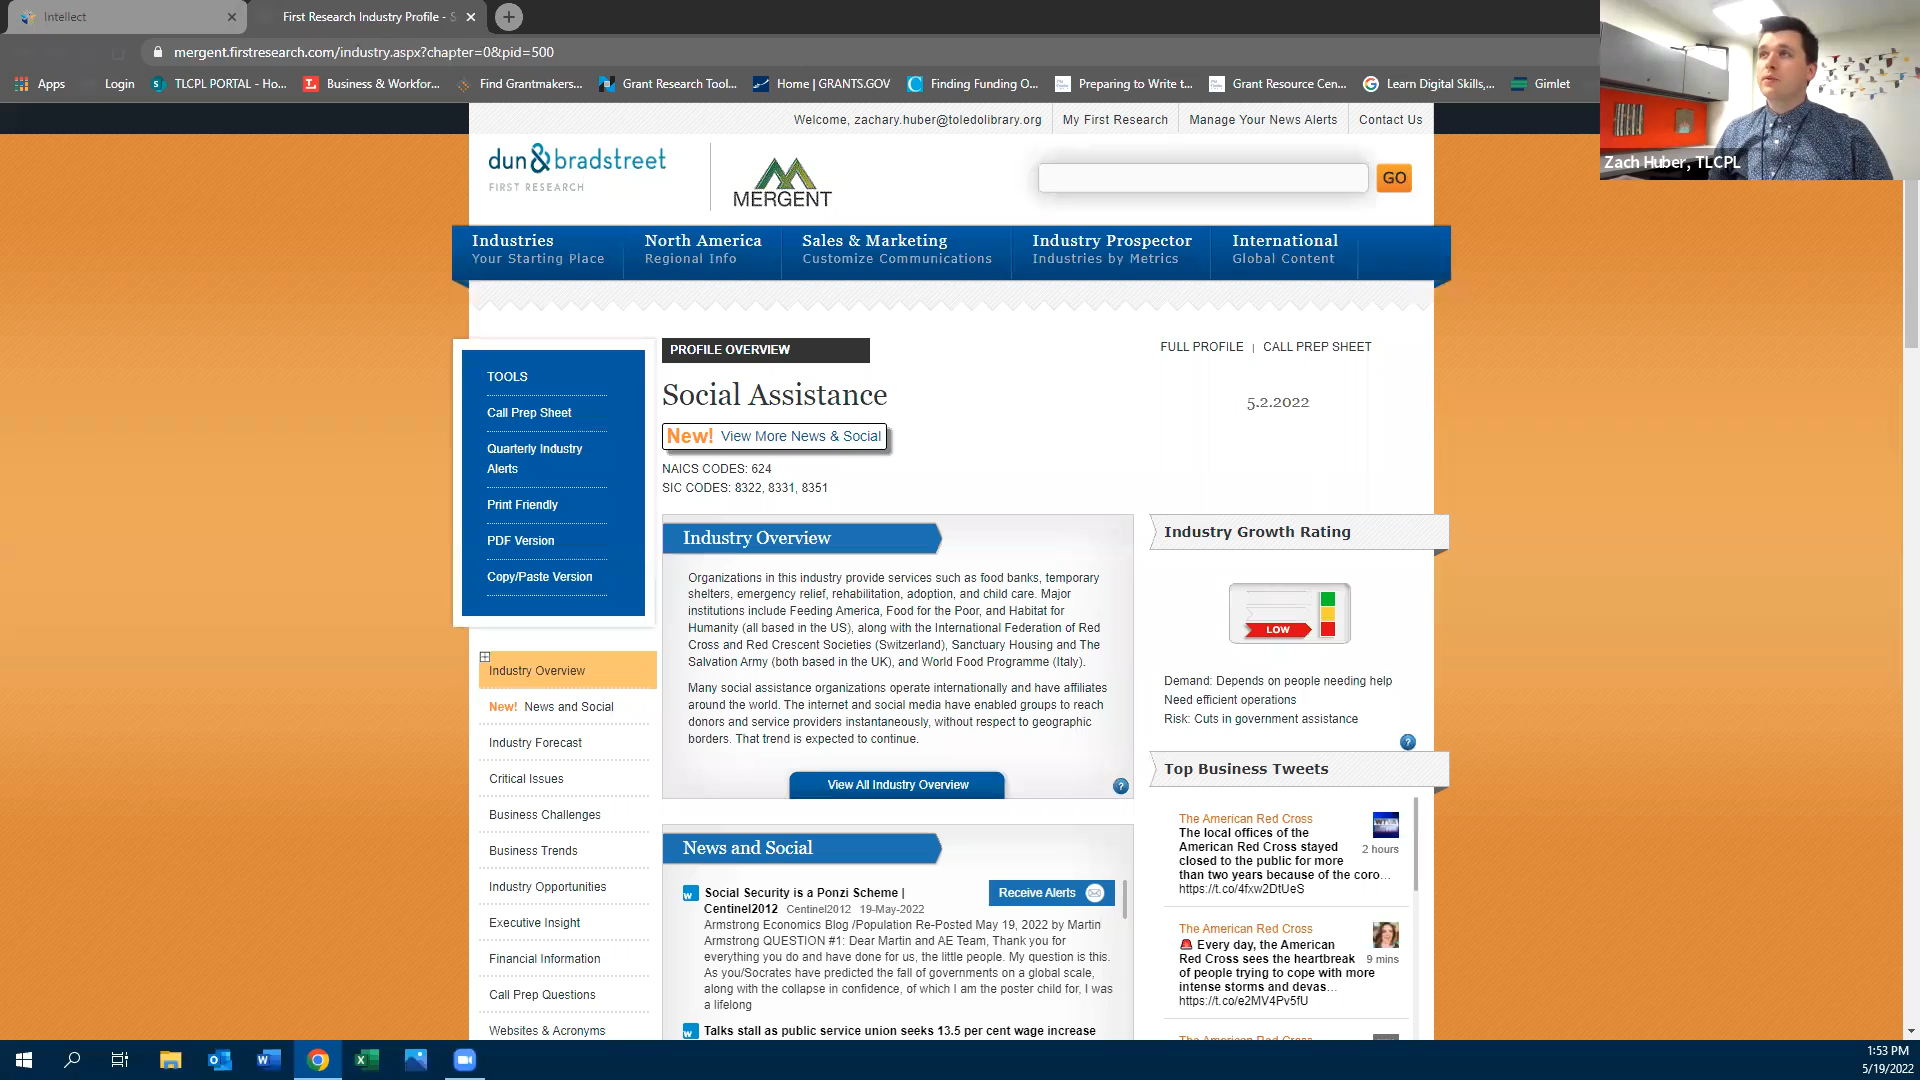 Intellect
First Research Industry Profile - S
mergent.firstresearch.com/industry.aspx?chapter=0&pid=500
Apps
Login
TLCPL PORTAL - Ho...
Business & Workfor...
Find Grantmakers...
Grant Research Tool...
Home | GRANTS.GOV
Finding Funding O...
Preparing to Write t...
Grant Resource Cen...
Learn Digital Skills,...
Gimlet
Zach Huber, TLCPL
Welcome, zachary.huber@toledolibrary.org
My First Research
Manage Your News Alerts
Contact Us
dun & bradstreet
FIRST RESEARCH
MERGENT
GO
Industries
Your Starting Place
North America
Regional Info
Sales & Marketing
Customize Communications
Industry Prospector
Industries by Metrics
International
Global Content
TOOLS
Call Prep Sheet
Quarterly Industry
Alerts
Print Friendly
PDF Version
Copy/Paste Version
Industry Overview
New! News and Social
Industry Forecast
Critical Issues
Business Challenges
Business Trends
Industry Opportunities
Executive Insight
Financial Information
Call Prep Questions
Websites & Acronyms
PROFILE OVERVIEW
FULL PROFILE | CALL PREP SHEET
Social Assistance
5.2.2022
New! View More News & Social
NAICS CODES: 624
SIC CODES: 8322, 8331, 8351
Industry Overview
Organizations in this industry provide services such as food banks, temporary
shelters, emergency relief, rehabilitation, adoption, and child care. Major
institutions include Feeding America, Food for the Poor, and Habitat for
Humanity (all based in the US), along with the International Federation of Red
Cross and Red Crescent Societies (Switzerland), Sanctuary Housing and The
Salvation Army (both based in the UK), and World Food Programme (Italy).
Many social assistance organizations operate internationally and have affiliates
around the world. The internet and social media have enabled groups to reach
donors and service providers instantaneously, without respect to geographic
borders. That trend is expected to continue.
View All Industry Overview
?
News and Social
Receive Alerts
w
Social Security is a Ponzi Scheme |
Centinel2012 Centinel2012 19-May-2022
Armstrong Economics Blog /Population Re-Posted May 19, 2022 by Martin
Armstrong QUESTION #1: Dear Martin and AE Team, Thank you for
everything you do and have done for us, the little people. My question is this.
As you/Socrates have predicted the fall of governments on a global scale,
along with the collapse in confidence, of which I am the poster child for, I was
a lifelong
w
Talks stall as public service union seeks 13.5 per cent wage increase
Industry Growth Rating
LOW
Demand: Depends on people needing help
Need efficient operations
Risk: Cuts in government assistance
?
Top Business Tweets
The American Red Cross
The local offices of the
American Red Cross stayed
closed to the public for more
than two years because of the coro...
https://t.co/4fxw2DtUeS
2 hours
The American Red Cross
Every day, the American
Red Cross sees the heartbreak
of people trying to cope with more
intense storms and devas...
https://t.co/e2MV4Pv5fU
9 mins
The American Red Cross
1:53 PM
5/19/2022